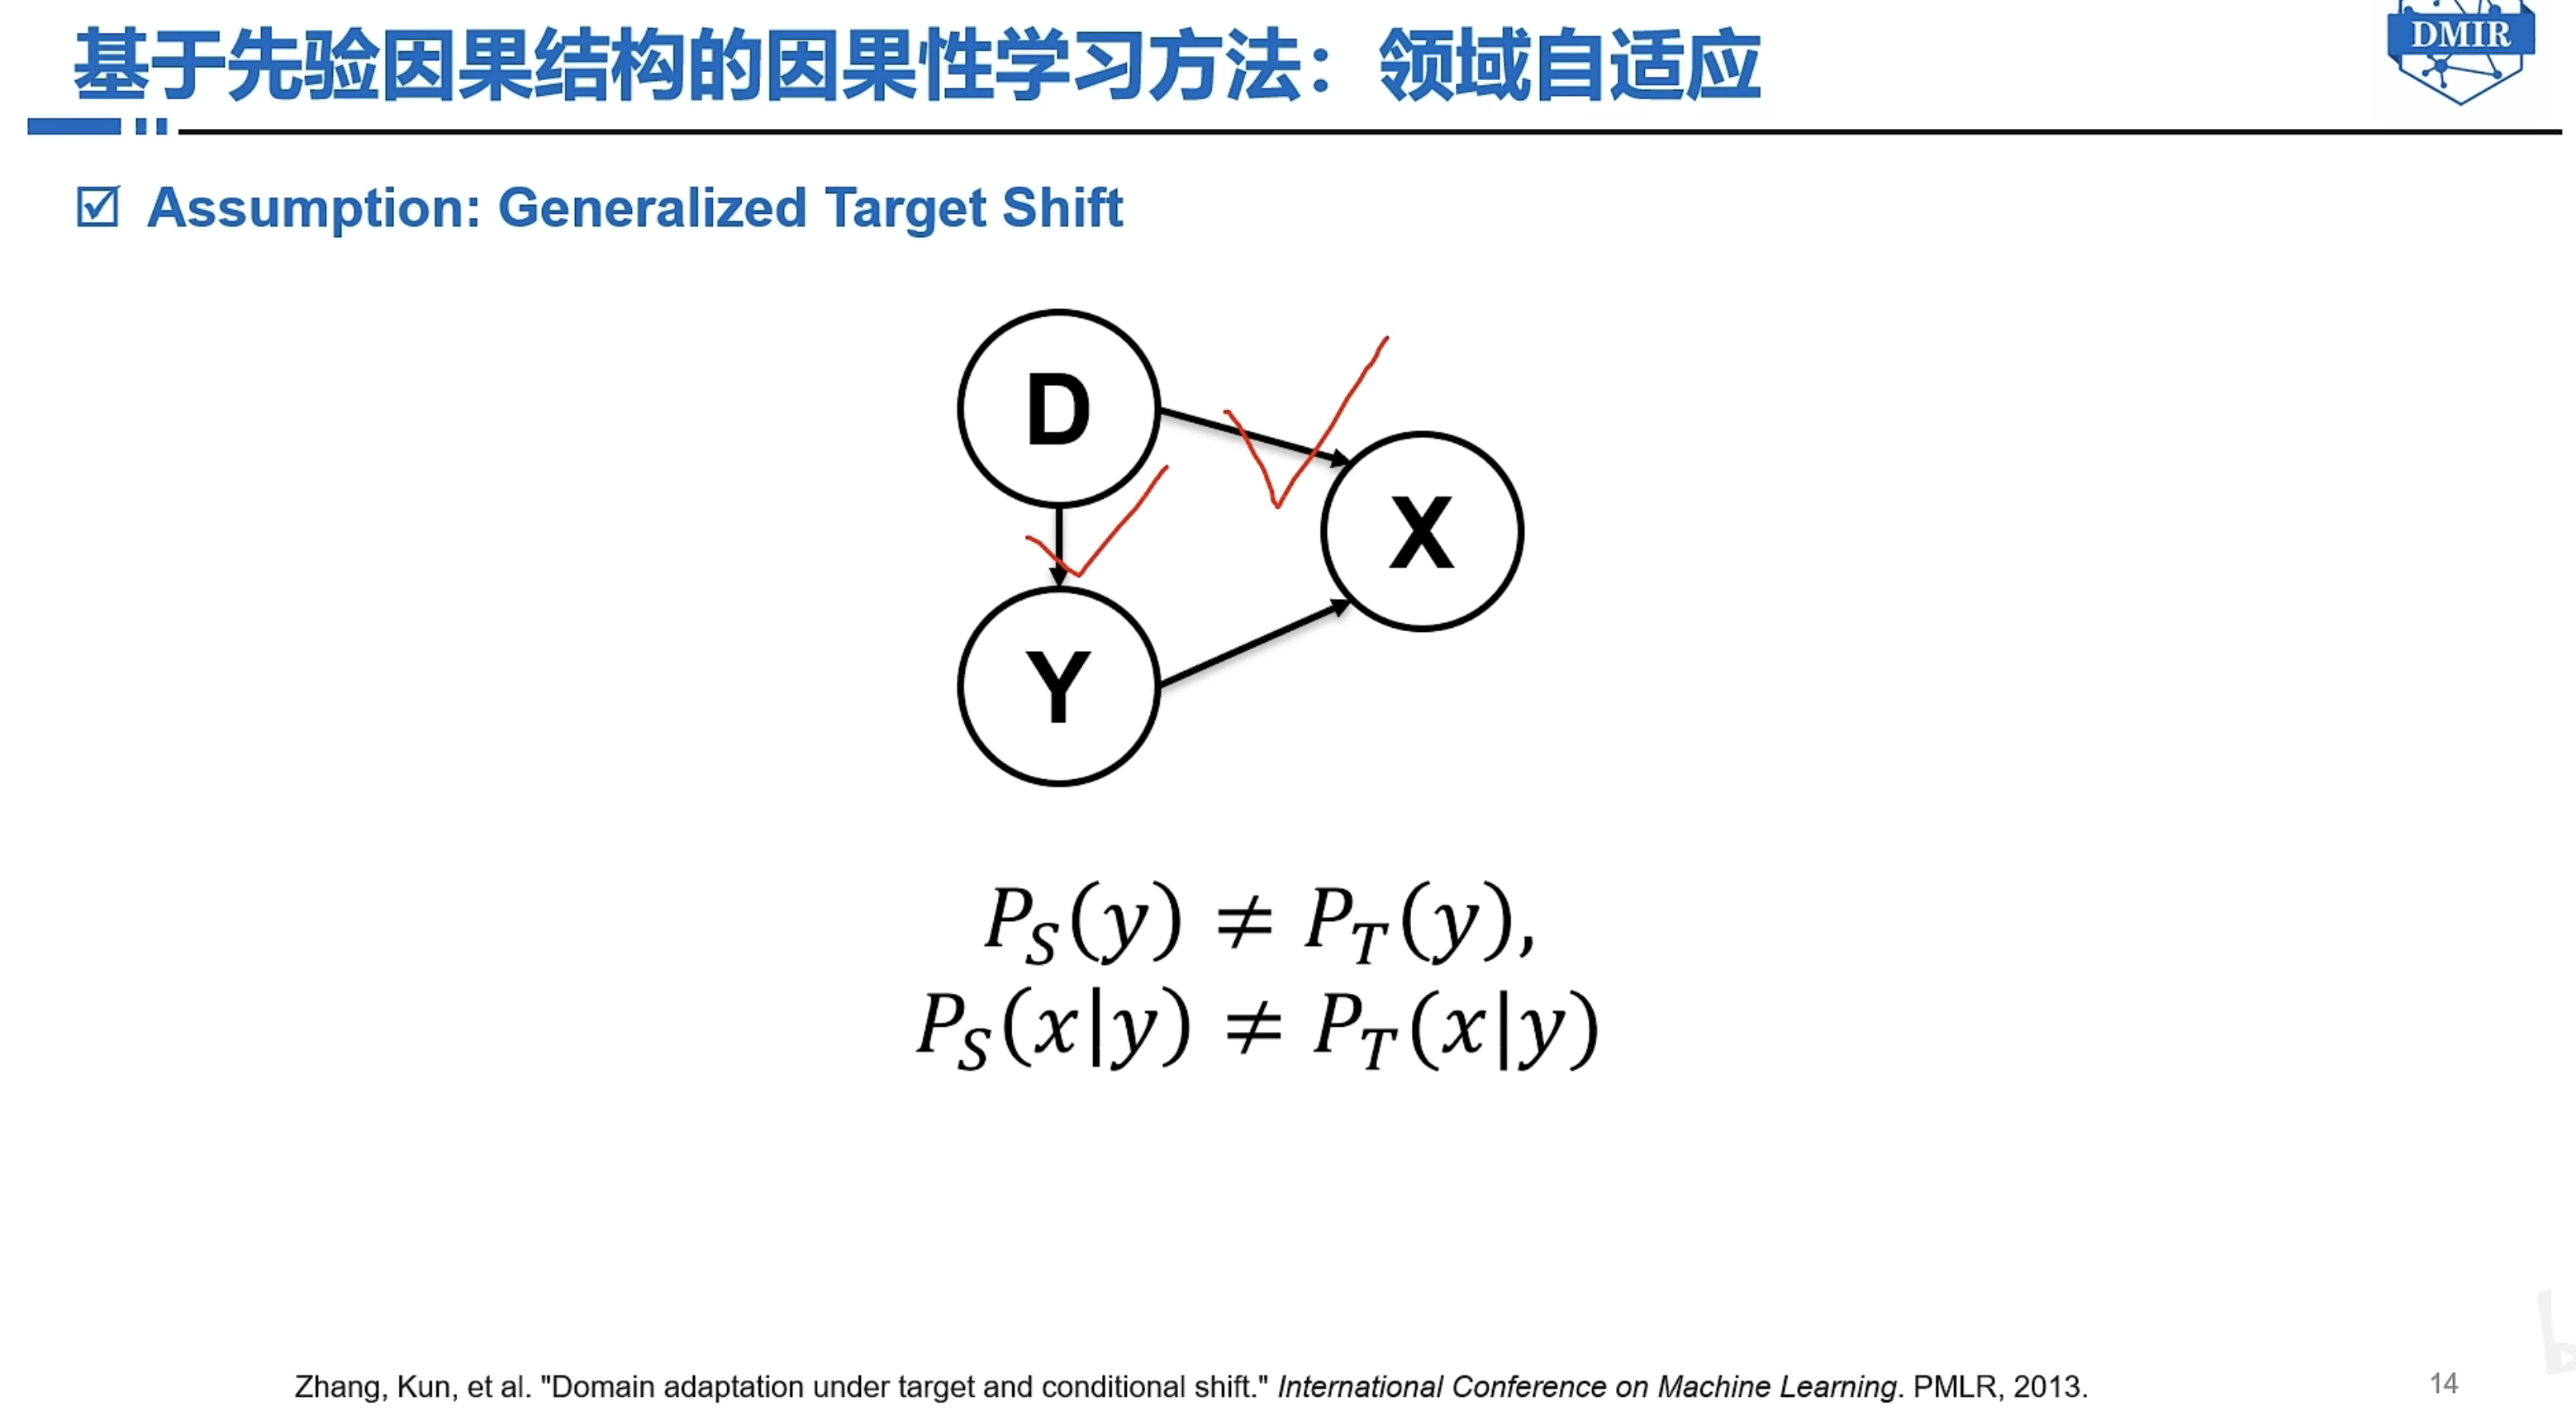 基于先验因果结构的因果性学习方法：领域自适应
DMIR
Assumption: Generalized Target Shift
D
X
Y
P_S(y) ≠ P_T(y),
P_S(x|y) ≠ P_T(x|y)
Zhang, Kun, et al. "Domain adaptation under target and conditional shift." International Conference on Machine Learning. PMLR, 2013.
14